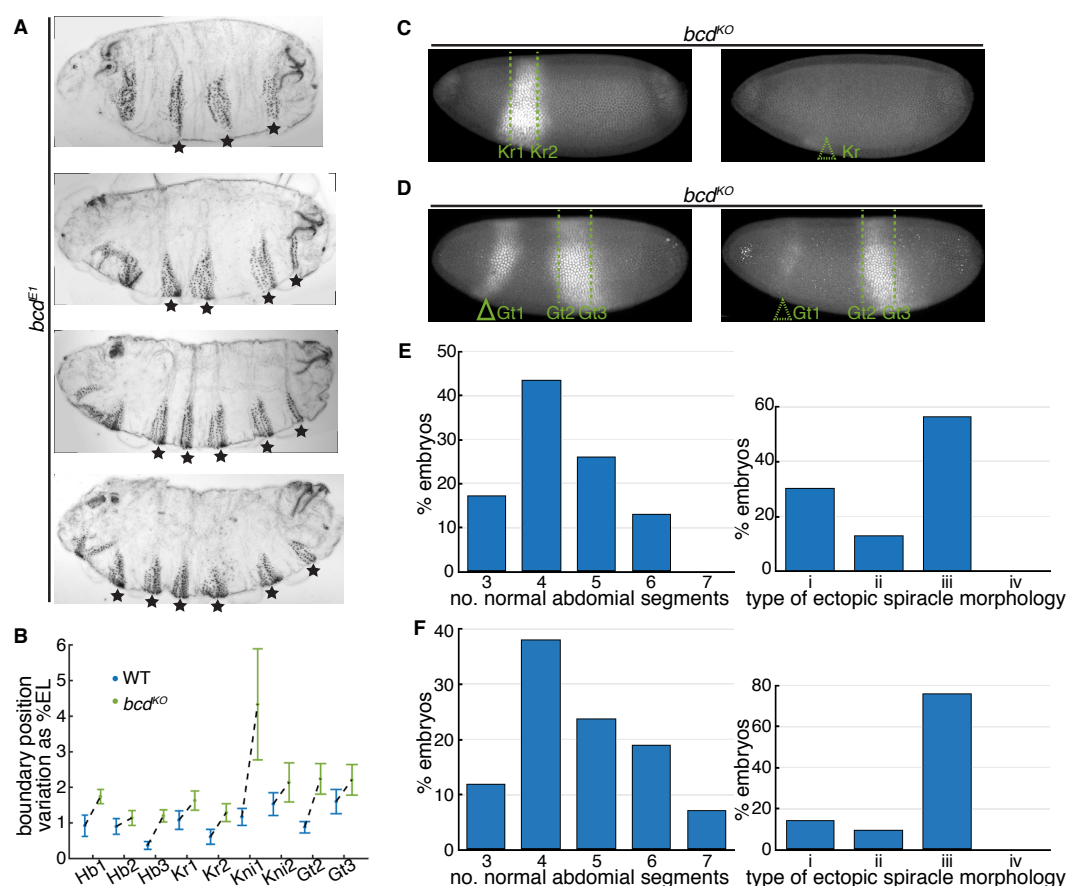 A
bcd^E1
B
boundary position
variation as %EL
6
5
4
3
2
1
0
WT
bcd^KO
Hb1 Hb2 Hb3 Kr1 Kr2 Kni1 Kni2 Gt2 Gt3
C
bcd^KO
Kr1 Kr2
Kr
D
bcd^KO
Gt1 Gt2 Gt3
Gt1 Gt2 Gt3
E
% embryos
50
40
30
20
10
0
3 4 5 6 7
no. normal abdomial segments
% embryos
60
40
20
0
i ii iii iv
type of ectopic spiracle morphology
F
% embryos
40
30
20
10
0
3 4 5 6 7
no. normal abdomial segments
% embryos
80
60
40
20
0
i ii iii iv
type of ectopic spiracle morphology